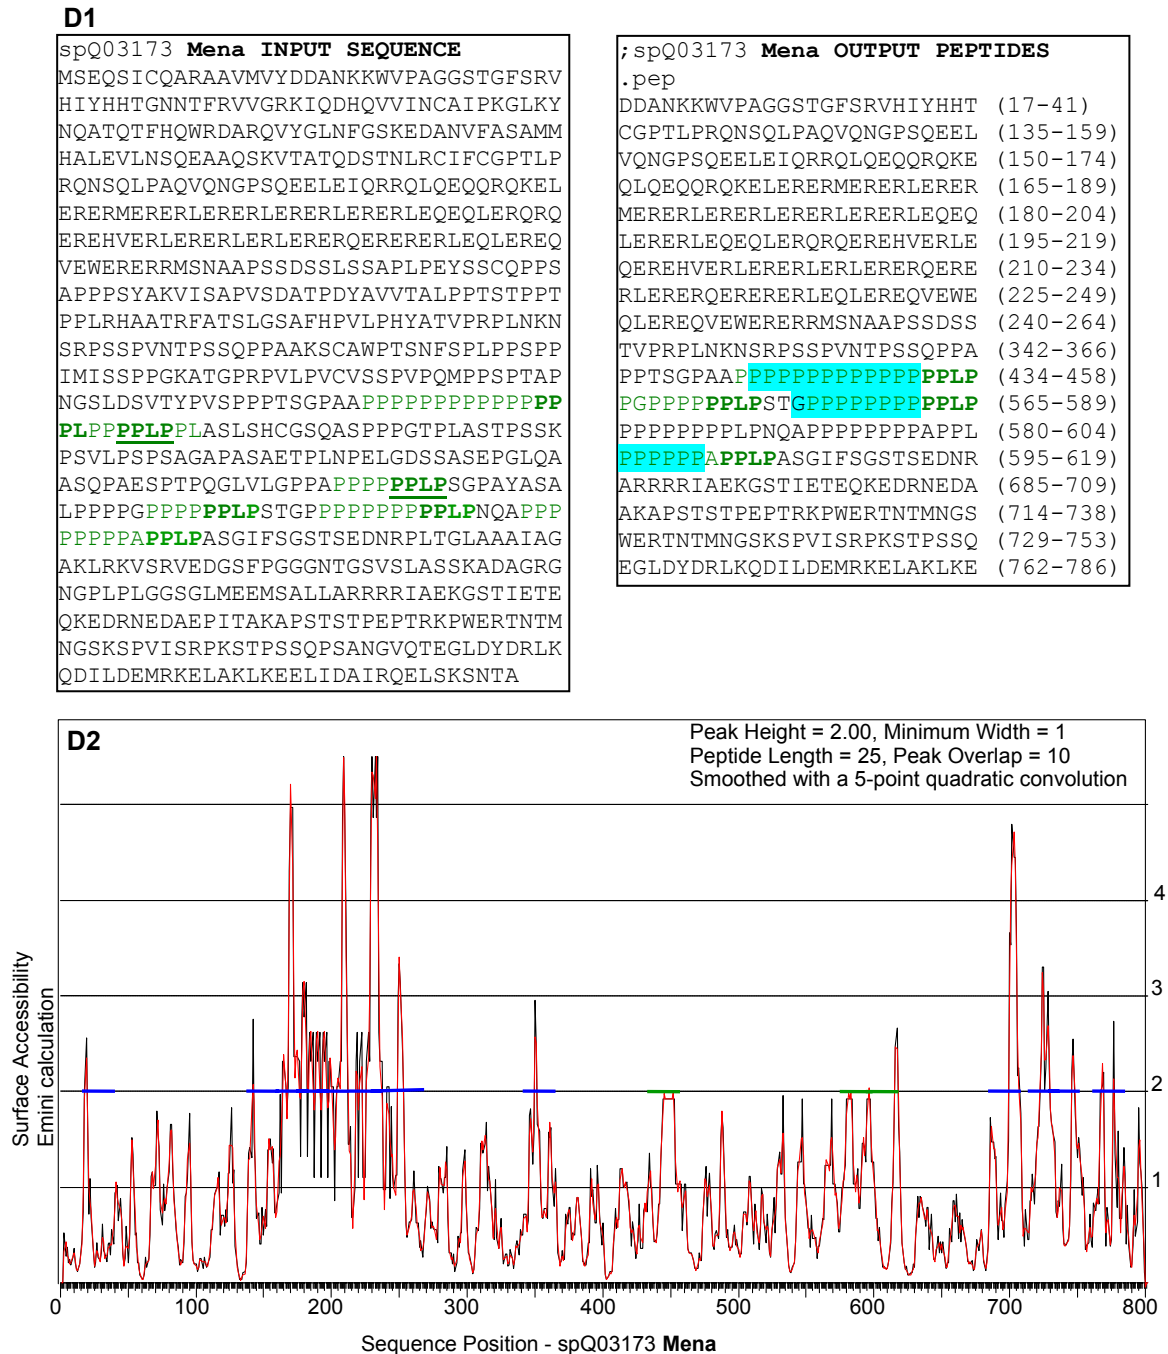 D1
spQ03173 Mena INPUT SEQUENCE
MSEQSICQARAAVMVYDDANKKWVPAGGSTGFSRV
HIYHHTGNNTFRVVGRKIQDHQVVINCAIPKGLKY
NQATQTFHQWRDARQVYGLNFGSKEDANVFASAMM
HALEVLNSQEAAQSKVTATQDSTNLRCIFCGPTLP
RQNSQLPAQVQNGPSQEELEIQRRQLQEQQRQKEL
ERERMERERLERERLERERLERERLEQEQLERQRQ
EREHVERLERERLERLERERQERERERLEQLEREQ
VEWERERRMSNAAPSSDSSLSSAPLPEYSSCQPPS
APPPSYAKVISAPVSDATPDYAVVTALPPTSTPPT
PPLRHAATRFATSLGSAFHPVLPHYATVPRPLNKN
SRPSSPVNTPSSQPPAAKSCAWPTSNFSPLPPSPP
IMISSPPGKATGPRPVLPVCVSSPVPQMPPSPTAP
NGSLDSVTYPVSPPPTSGPAAPPPPPPPPPPPPPP
PLPPPPLPPLASLSHCGSQASPPPGTPLASTPSSK
PSVLPSPSAGAPASAETPLNPELGDSSASEPGLQA
ASQPAESPTPQGLVLGPPAPPPPPPLPSGPAYASA
LPPPPGPPPPPPLPSTGPPPPPPPPPLPNQAPPP
PPPPPAPPLPASGIFSGSTSEDNRPLTGLAAAIAG
AKLRKVSRVEDGSFPGGGNTGSVSLASSKADAGRG
NGPLPLGGSGLMEEMSALLARRRRIAEKGSTIETE
QKEDRNEDAEPITAKAPSTSTPEPTRKPWERTNTM
NGSKSPVISRPKSTPSSQPSANGVQTEGLDYDRLK
QDILDEMRKELAKLKEELIDAIRQELSKSNTA
;spQ03173 Mena OUTPUT PEPTIDES
.pep
DDANKKWVPAGGSTGFSRVHIYHHT (17-41)
CGPTLPRQNSQLPAQVQNGPSQEEL (135-159)
VQNGPSQEELEIQRRQLQEQQRQKE (150-174)
QLQEQQRQKELERERMERERLERER (165-189)
MERERLERERLERERLERERLEQEQ (180-204)
LERERLEQEQLERQRQEREHVERLE (195-219)
QEREHVERLERERLERLERERQERE (210-234)
RLERERQERERERLEQLEREQVEWE (225-249)
QLEREQVEWERERRMSNAAPSSDSS (240-264)
TVPRPLNKNSRPSSPVNTPSSQPPA (342-366)
PPTSGPAAPPPPPPPPPPPPPPPLP (434-458)
PGPPPPPPLPSTGPPPPPPPPPPLP (565-589)
PPPPPPPPLPNQAPPPPPPPPAPPL (580-604)
PPPPPPAPPLPASGIFSGSTSEDNR (595-619)
ARRRRIAEKGSTIETEQKEDRNEDA (685-709)
AKAPSTSTPEPTRKPWERTNTMNGS (714-738)
WERTNTMNGSKSPVISRPKSTPSSQ (729-753)
EGLDYDRLKQDILDEMRKELAKLKE (762-786)
D2
Peak Height = 2.00, Minimum Width = 1
Peptide Length = 25, Peak Overlap = 10
Smoothed with a 5-point quadratic convolution
4
3
2
1
Surface Accessibility
Emini calculation
0 100 200 300 400 500 600 700 800
Sequence Position - spQ03173 Mena